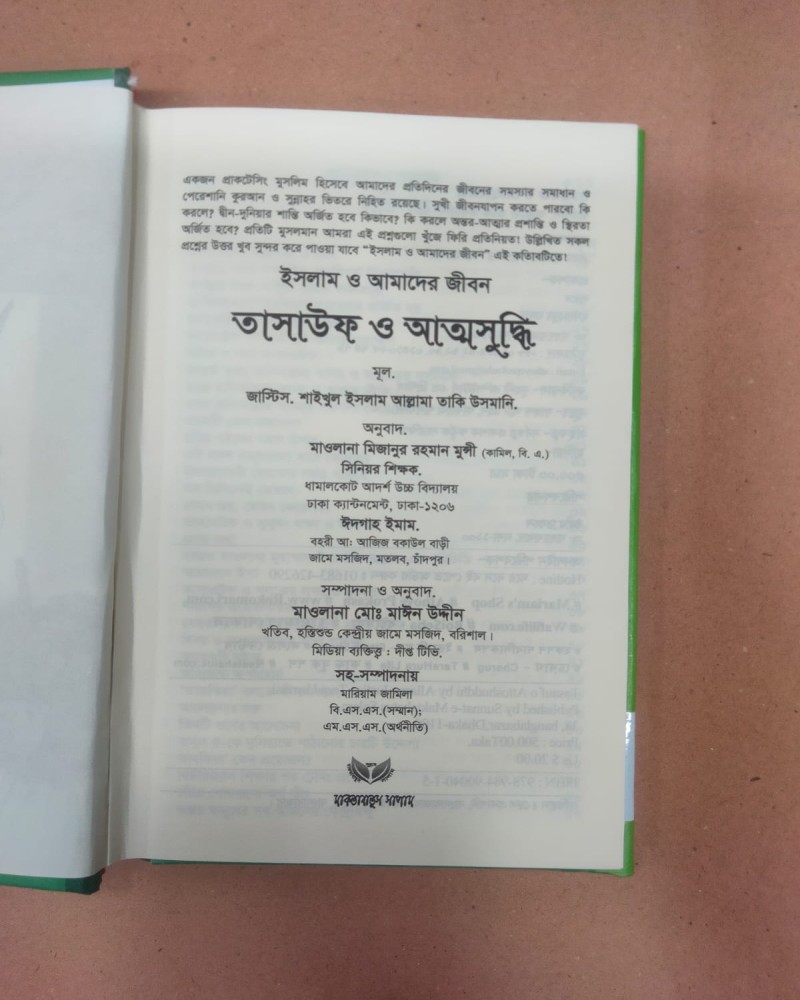 একজন প্রাকটেসিং মুসলিম হিসেবে আমাদের প্রতিদিনের জীবনের সমস্যার সমাধান ও
পেরেশানি কুরআন ও সুন্নাহর ভিতরে নিহিত রয়েছে। সুখী জীবনযাপন করতে পারবো কি
করলে? দ্বীন-দুনিয়ার শান্তি অর্জিত হবে কিভাবে? কি করলে অন্তর-আত্মার প্রশান্তি ও স্থিরতা
অর্জিত হবে? প্রতিটি মুসলমান আমরা এই প্রশ্নগুলো খুঁজে ফিরি প্রতিনিয়ত! উল্লিখিত সকল
প্রশ্নের উত্তর খুব সুন্দর করে পাওয়া যাবে "ইসলাম ও আমাদের জীবন" এই কতিাবটিতে!
ইসলাম ও আমাদের জীবন
তাসাউফ ও আত্মসুদ্ধি
মূল.
জাস্টিস. শাইখুল ইসলাম আল্লামা তাকি উসমানি.
অনুবাদ.
মাওলানা মিজানুর রহমান মুন্সী (কামিল, বি. এ.)
সিনিয়র শিক্ষক.
ধামালকোট আদর্শ উচ্চ বিদ্যালয়
ঢাকা ক্যান্টনমেন্ট, ঢাকা-১২০৬
ঈদগাহ ইমাম.
বহরী আঃ আজিজ বকাউল বাড়ী
জামে মসজিদ, মতলব, চাঁদপুর।
সম্পাদনা ও অনুবাদ.
মাওলানা মোঃ মাঈন উদ্দীন
খতিব, হস্তিশুন্ড কেন্দ্রীয় জামে মসজিদ, বরিশাল।
মিডিয়া ব্যক্তিত্ব : দীপ্ত টিভি.
সহ-সম্পাদনায়
মারিয়াম জামিলা
বি.এস.এস.(সম্মান);
এম.এস.এস.(অর্থনীতি)